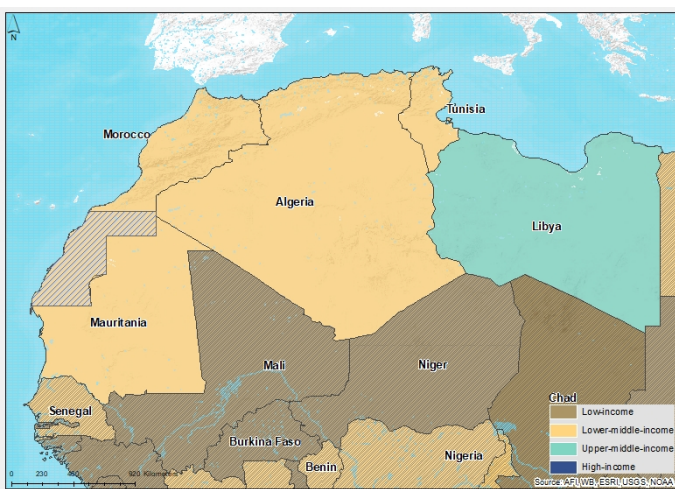 N
Tunisia
Morocco
Algeria
Libya
Mauritania
Mali
Niger
Senegal
Chad
Burkina Faso
Benin
Nigeria
Low-income
Lower-middle-income
Upper-middle-income
High-income
0 230 460 920 Kilometers
Source: AFI, WB, ESRI, USGS, NOAA